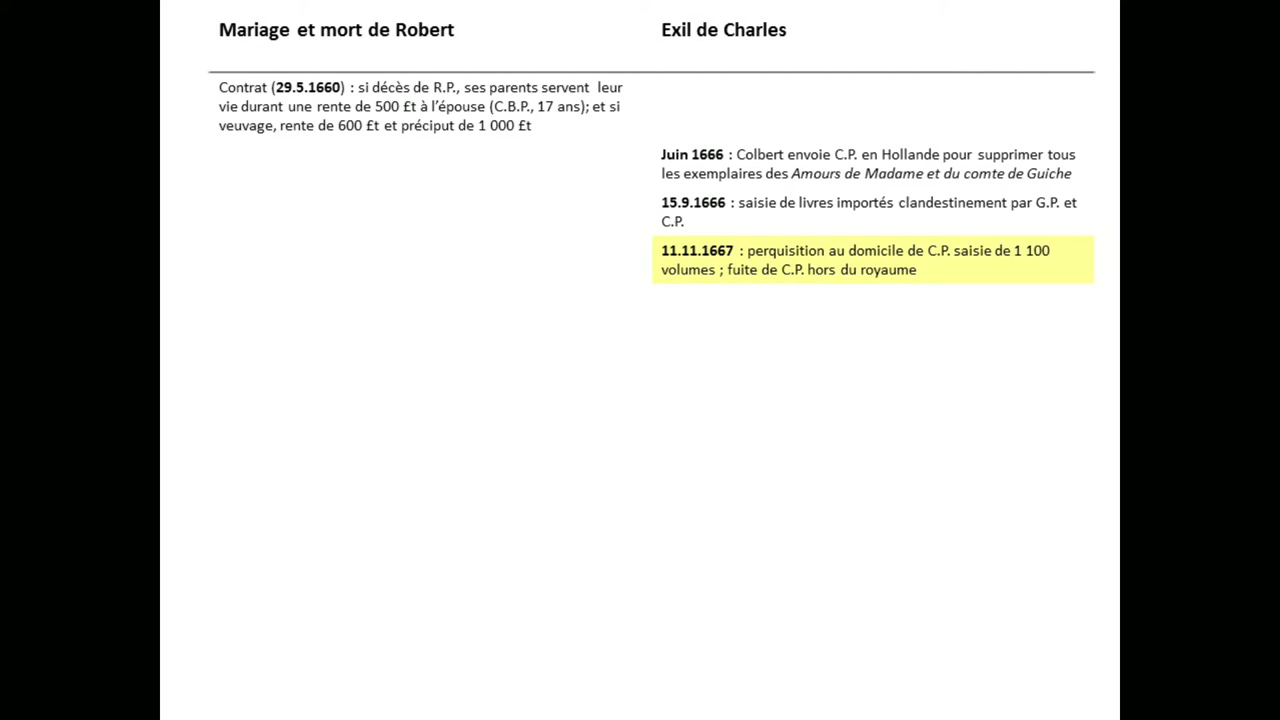 Mariage et mort de Robert
Exil de Charles
Contrat (29.5.1660) : si décès de R.P., ses parents servent leur
vie durant une rente de 500 ₤t à l’épouse (C.B.P., 17 ans); et si
veuvage, rente de 600 ₤t et préciput de 1 000 ₤t
Juin 1666 : Colbert envoie C.P. en Hollande pour supprimer tous
les exemplaires des Amours de Madame et du comte de Guiche
15.9.1666 : saisie de livres importés clandestinement par G.P. et
C.P.
11.11.1667 : perquisition au domicile de C.P. saisie de 1 100
volumes ; fuite de C.P. hors du royaume